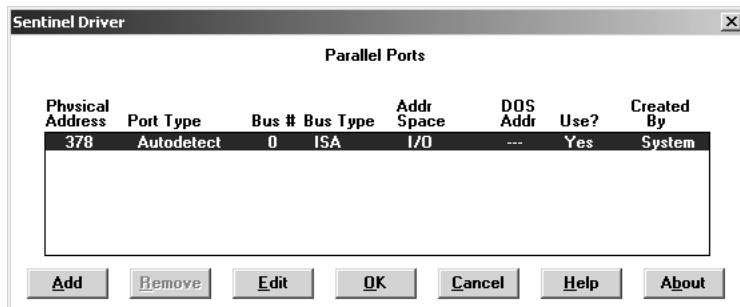 Sentinel Driver
Parallel Ports
Physical Address Port Type Bus # Bus Type Addr Space DOS Addr Use? Created By
378 Autodetect 0 ISA I/O --- Yes System
Add Remove Edit OK Cancel Help About